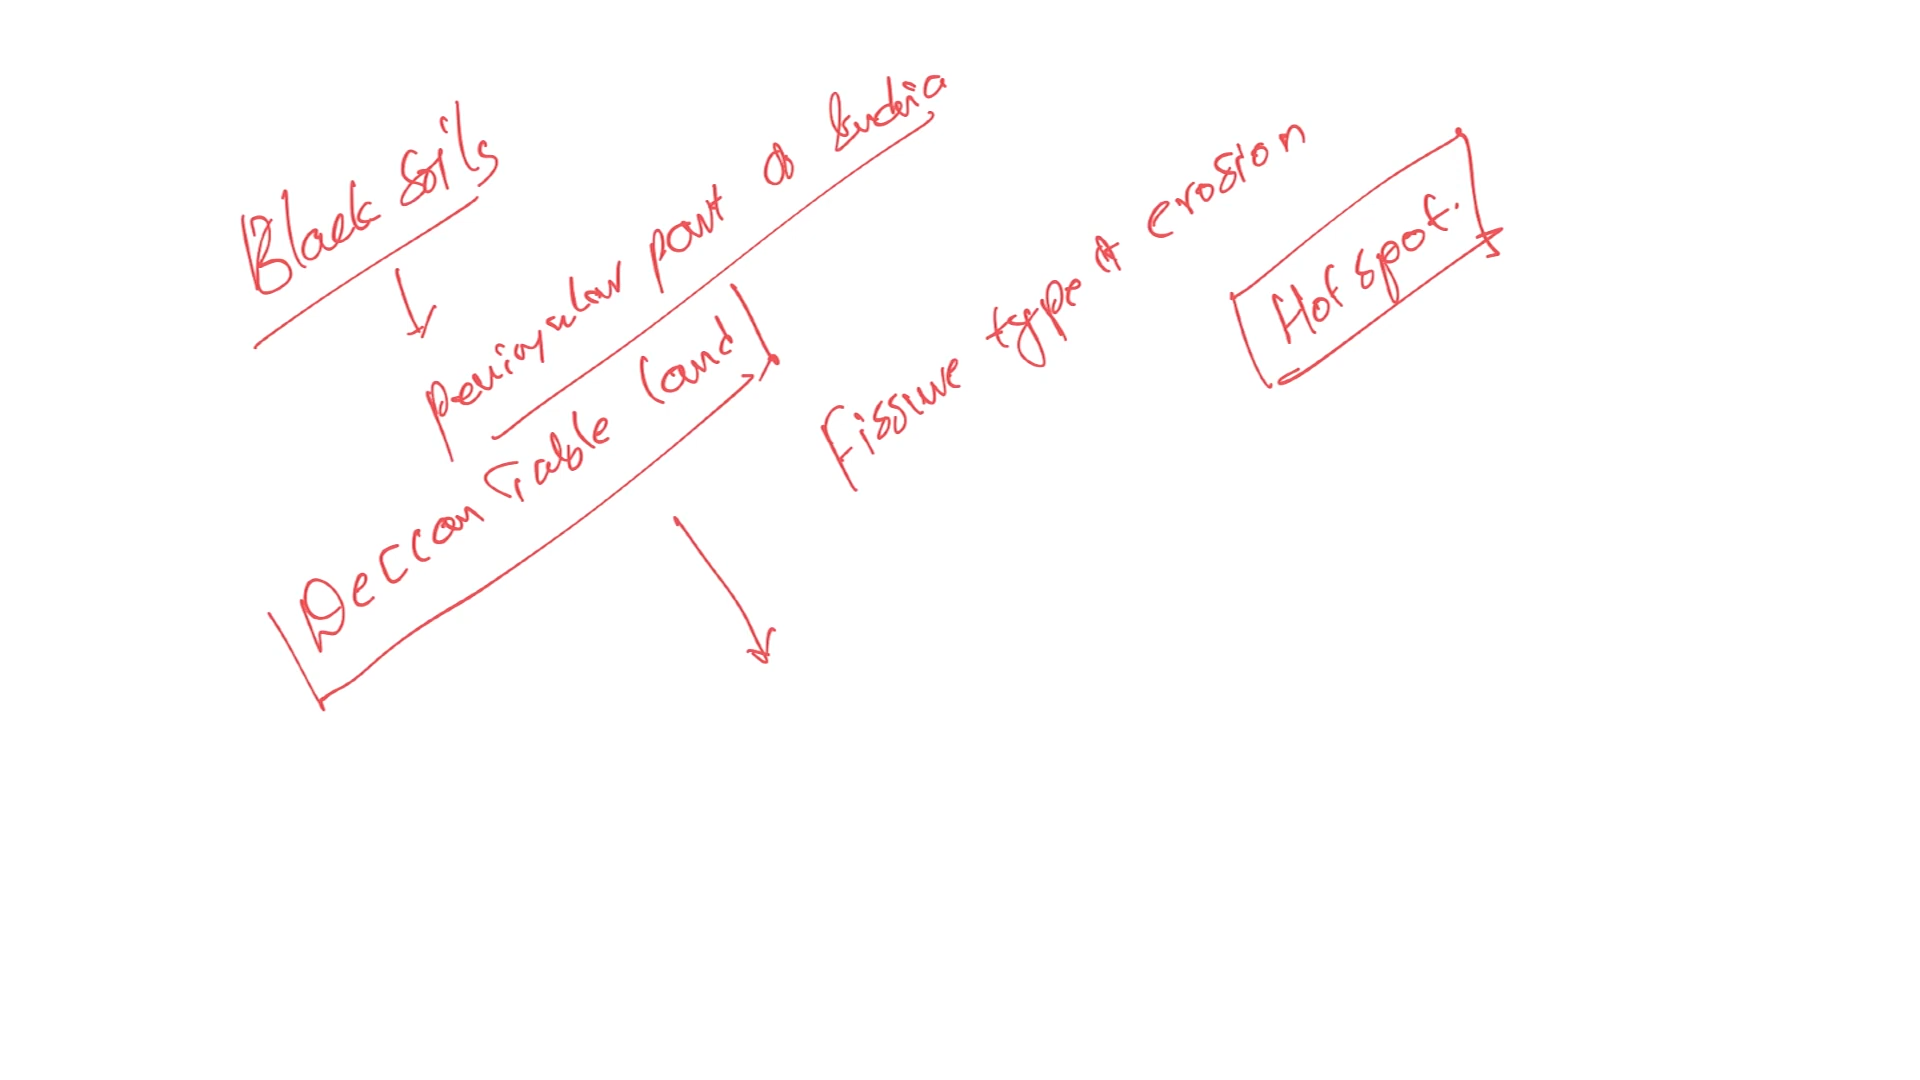 Black Soils
peninsular part of India
Deccan Table land
Fissure type of erosion
Hot spot.